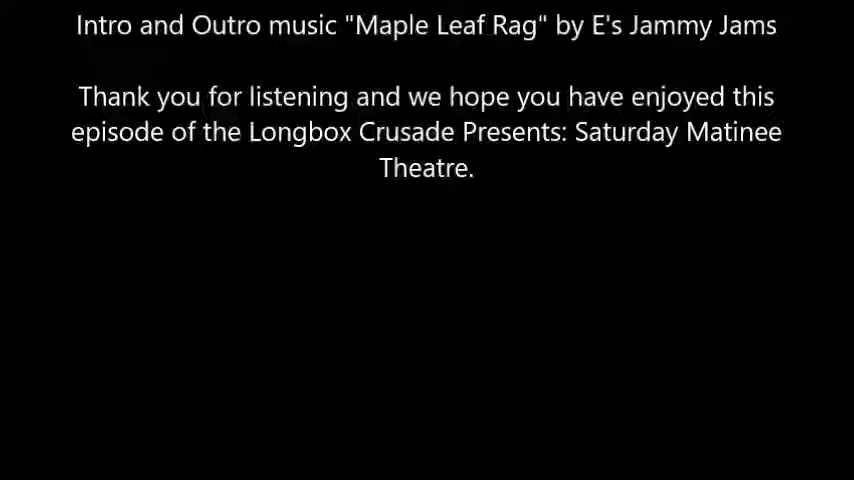 Intro and Outro music "Maple Leaf Rag" by E's Jammy Jams
Thank you for listening and we hope you have enjoyed this
episode of the Longbox Crusade Presents: Saturday Matinee
Theatre.